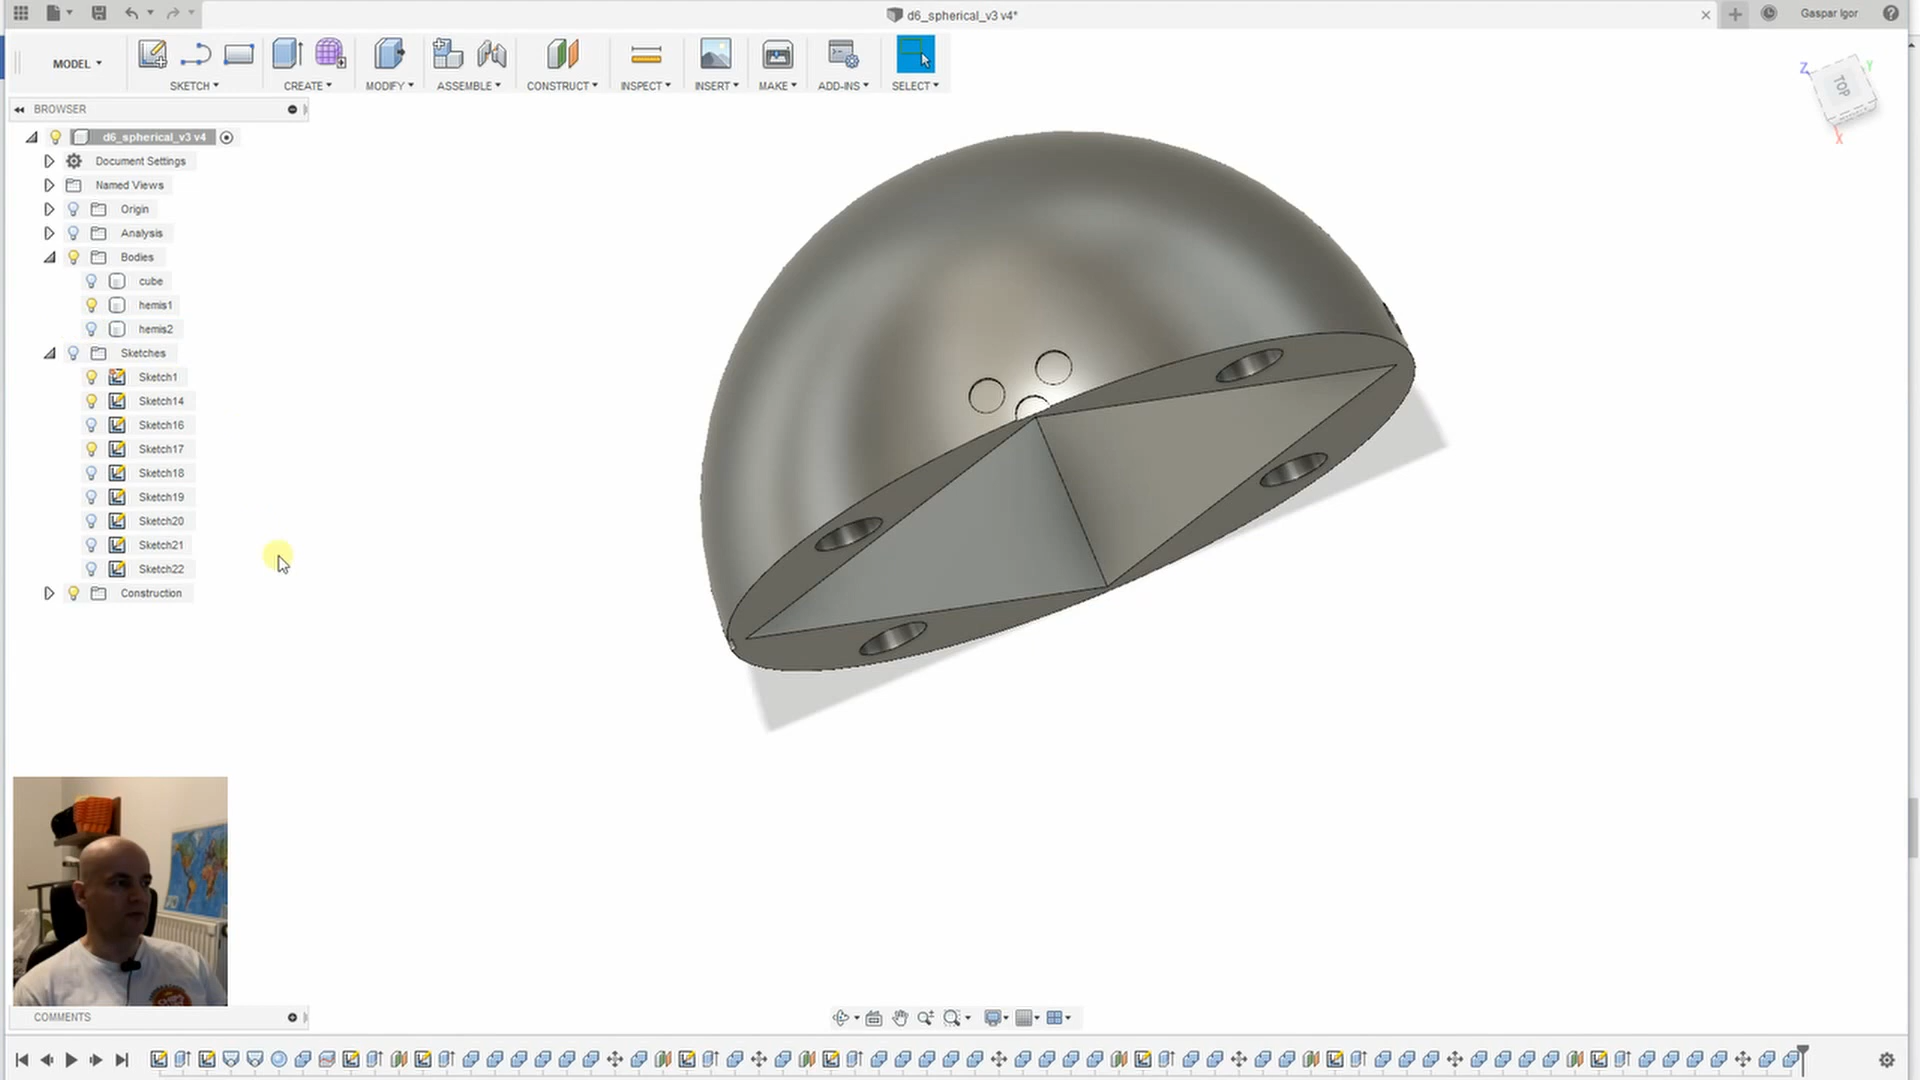 d6_spherical_v3 v4*
Gaspar Igor
MODEL
SKETCH
CREATE
MODIFY
ASSEMBLE
CONSTRUCT
INSPECT
INSERT
MAKE
ADD-INS
SELECT
Z
Y
TOP
X
BROWSER
d6_spherical_v3 v4
Document Settings
Named Views
Origin
Analysis
Bodies
cube
hemis1
hemis2
Sketches
Sketch1
Sketch14
Sketch16
Sketch17
Sketch18
Sketch19
Sketch20
Sketch21
Sketch22
Construction
COMMENTS